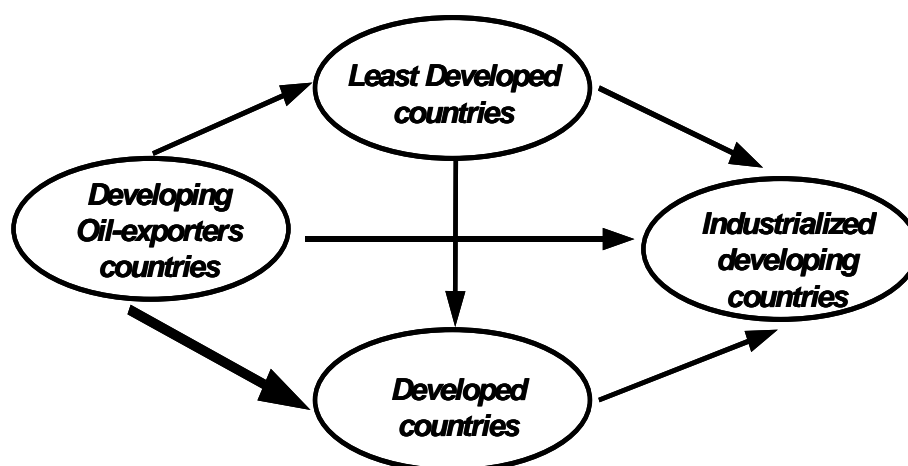 Least Developed
countries
Developing
Oil-exporters
countries
Industrialized
developing
countries
Developed
countries